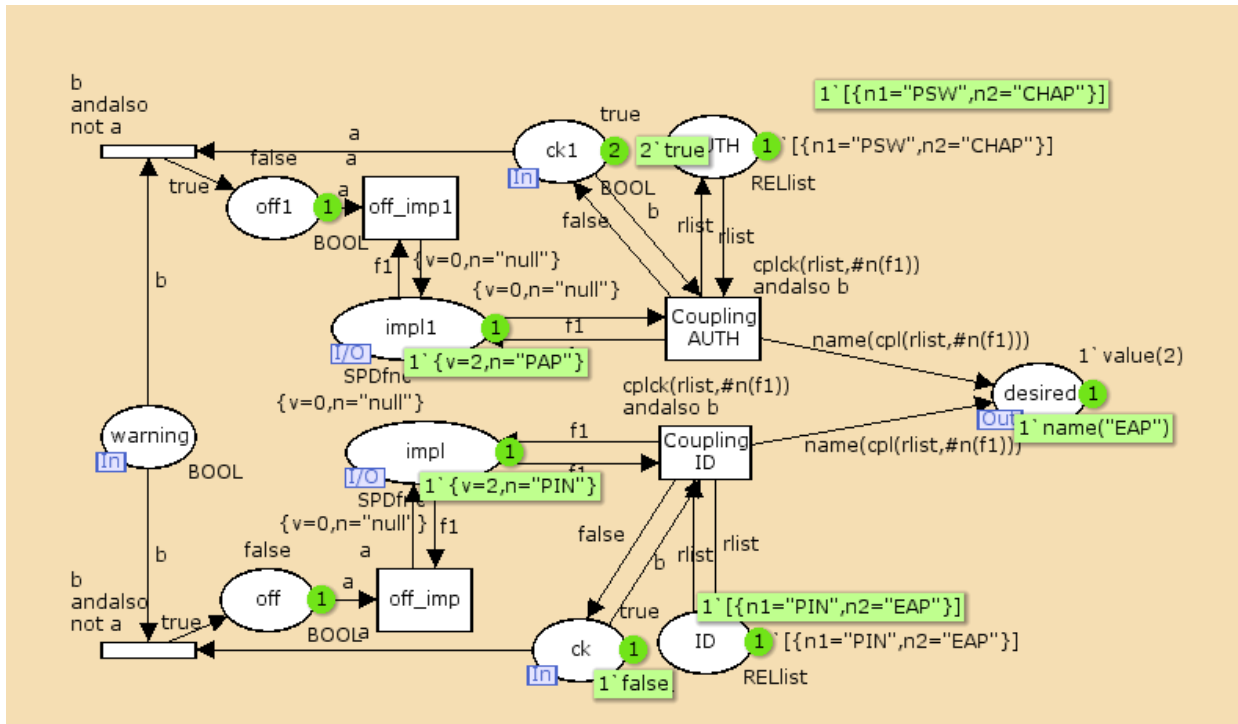 b
andalso
not a
1`[{n1="PSW",n2="CHAP"}]
true
a
ck1
2
2`true
UTH
1
`[{n1="PSW",n2="CHAP"}]
In
BOOL
RELlist
false
a
true
off1
1
a
off_imp1
BOOL
false
b
rlist
rlist
f1
{v=0,n="null"}
cplck(rlist,#n(f1))
andalso b
b
{v=0,n="null"}
impl1
1
Coupling
AUTH
f1
I/O
1`{v=2,n="PAP"}
SPDfnc
name(cpl(rlist,#n(f1)))
1`value(2)
cplck(rlist,#n(f1))
andalso b
desired
1
Out
1`name("EAP")
{v=0,n="null"}
warning
In
BOOL
f1
impl
1
Coupling
ID
name(cpl(rlist,#n(f1)))
f1
I/O
1`{v=2,n="PIN"}
SPDfnc
{v=0,n="null"}
f1
false
rlist
rlist
b
b
false
a
b
andalso
not a
true
off
1
a
off_imp
BOOL
a
true
1`[{n1="PIN",n2="EAP"}]
ck
1
ID
1
`[{n1="PIN",n2="EAP"}]
In
1`false
RELlist